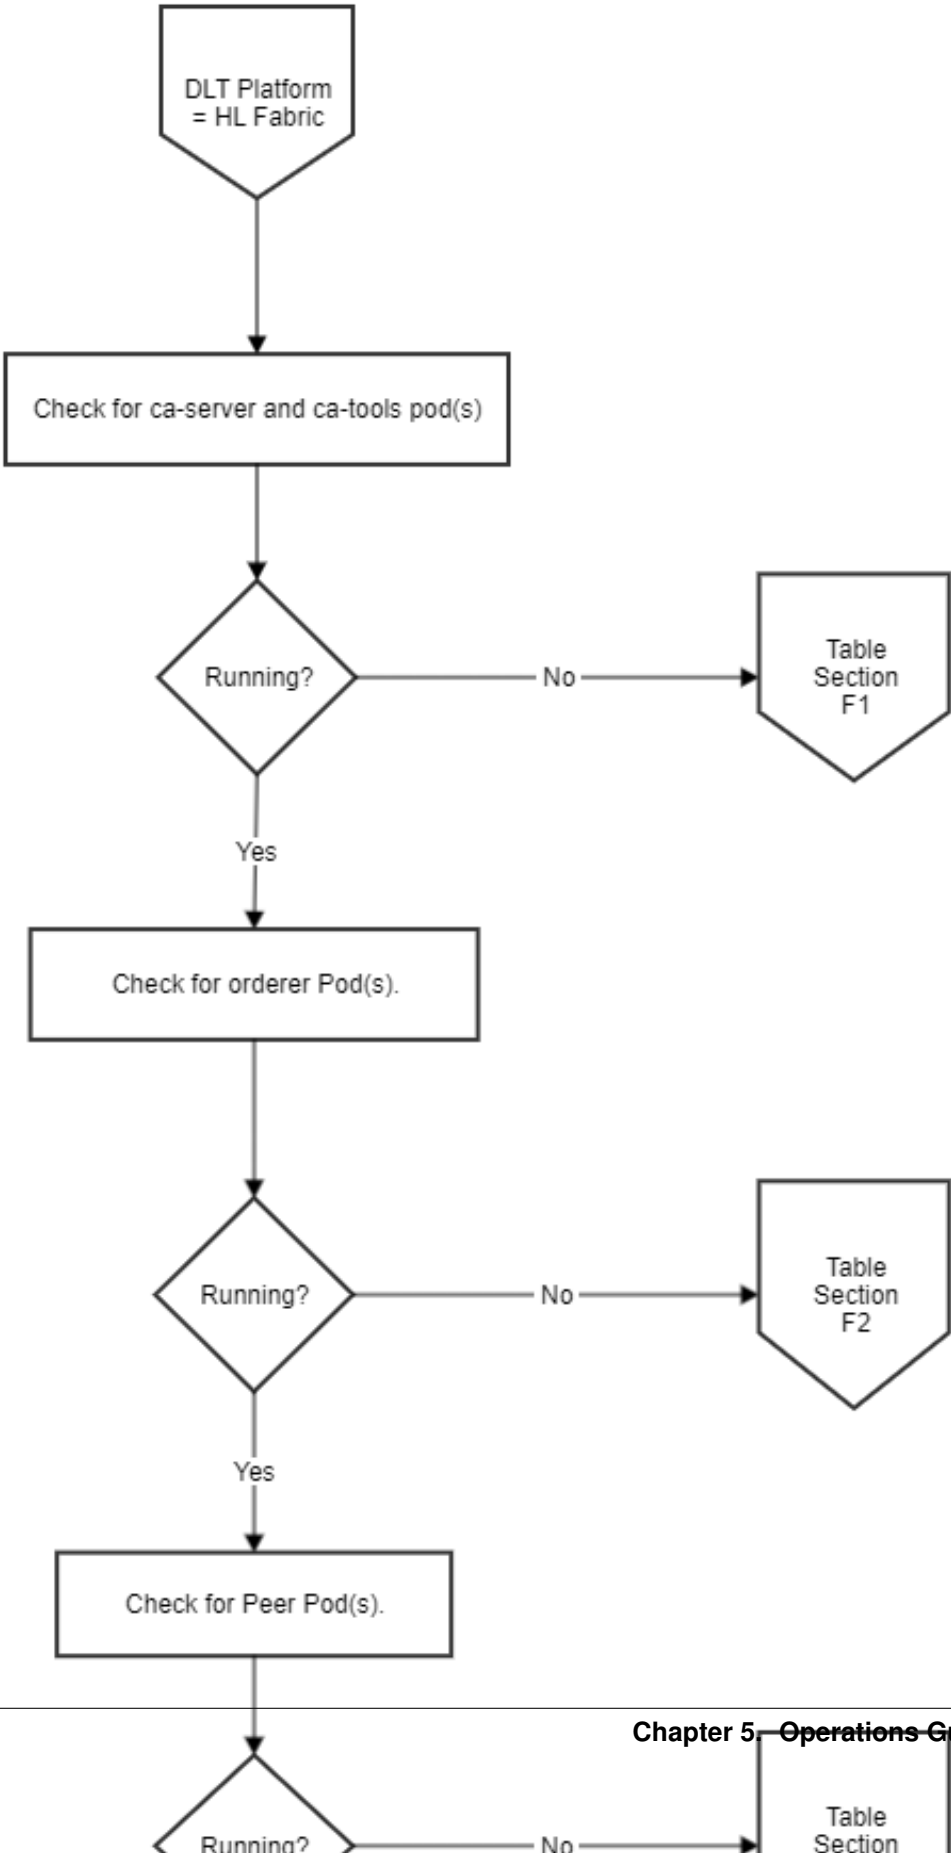 DLT Platform
= HL Fabric
Check for ca-server and ca-tools pod(s)
Running?
No
Table
Section
F1
Yes
Check for orderer Pod(s).
Running?
No
Table
Section
F2
Yes
Check for Peer Pod(s).
Chapter 5. Operations
Running?
No
Table
Section